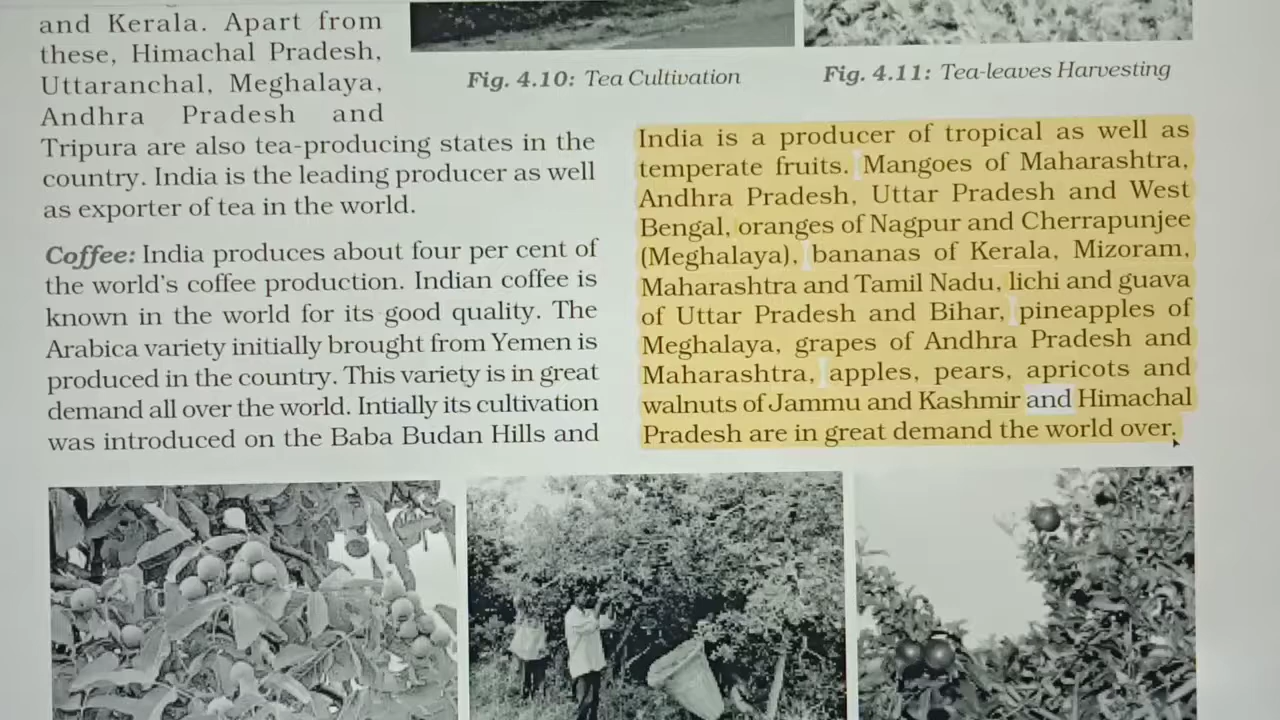 and Kerala. Apart from
these, Himachal Pradesh,
Uttaranchal, Meghalaya,
Andhra Pradesh and
Tripura are also tea-producing states in the
country. India is the leading producer as well
as exporter of tea in the world.
Coffee: India produces about four per cent of
the world's coffee production. Indian coffee is
known in the world for its good quality. The
Arabica variety initially brought from Yemen is
produced in the country. This variety is in great
demand all over the world. Intially its cultivation
was introduced on the Baba Budan Hills and
Fig. 4.10: Tea Cultivation
Fig. 4.11: Tea-leaves Harvesting
India is a producer of tropical as well as
temperate fruits. Mangoes of Maharashtra,
Andhra Pradesh, Uttar Pradesh and West
Bengal, oranges of Nagpur and Cherrapunjee
(Meghalaya), bananas of Kerala, Mizoram,
Maharashtra and Tamil Nadu, lichi and guava
of Uttar Pradesh and Bihar, pineapples of
Meghalaya, grapes of Andhra Pradesh and
Maharashtra, apples, pears, apricots and
walnuts of Jammu and Kashmir and Himachal
Pradesh are in great demand the world over.